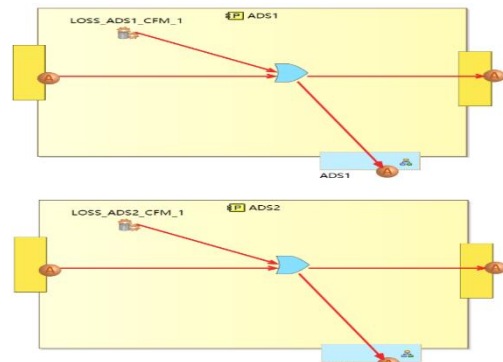 LOSS_ADS1_CFM_1
P ADS1
A
A
A
ADS1
LOSS_ADS2_CFM_1
P ADS2
A
A